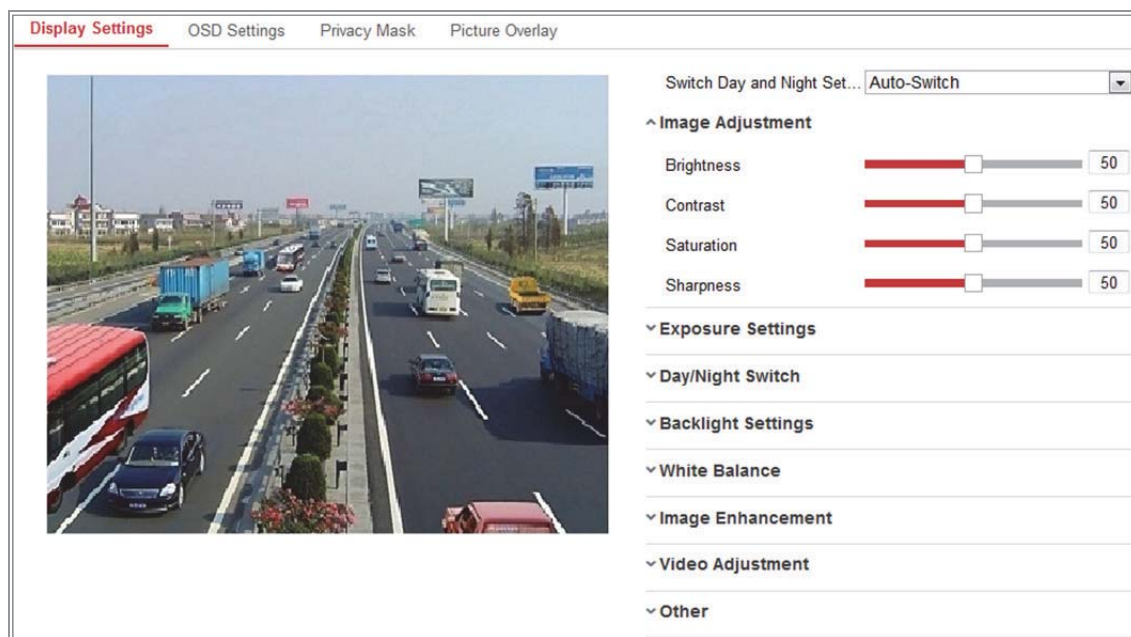 Display Settings OSD Settings Privacy Mask Picture Overlay
Switch Day and Night Set... Auto-Switch
Image Adjustment
Brightness 50
Contrast 50
Saturation 50
Sharpness 50
Exposure Settings
Day/Night Switch
Backlight Settings
White Balance
Image Enhancement
Video Adjustment
Other